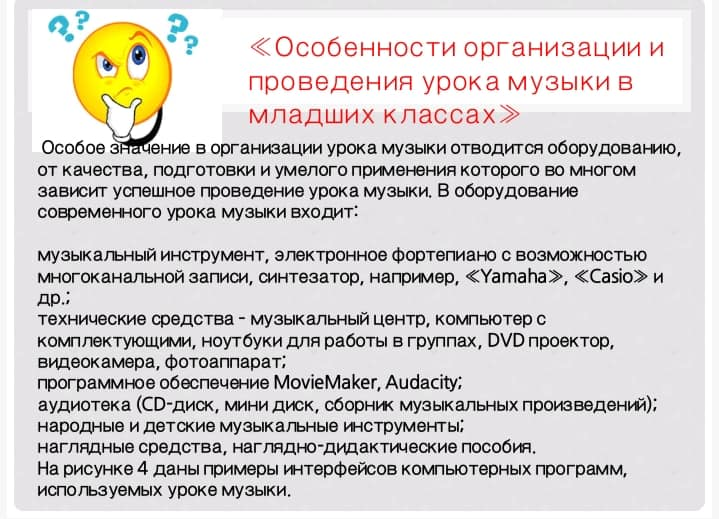 ?? ??
≪Особенности организации и
проведения урока музыки в
младших классах≫
Особое значение в организации урока музыки отводится оборудованию,
от качества, подготовки и умелого применения которого во многом
зависит успешное проведение урока музыки. В оборудование
современного урока музыки входит:
музыкальный инструмент, электронное фортепиано с возможностью
многоканальной записи, синтезатор, например, ≪Yamaha≫, ≪Casio≫ и
др.;
технические средства - музыкальный центр, компьютер с
комплектующими, ноутбуки для работы в группах, DVD проектор,
видеокамера, фотоаппарат;
программное обеспечение MovieMaker, Audacity;
аудиотека (CD-диск, мини диск, сборник музыкальных произведений);
народные и детские музыкальные инструменты;
наглядные средства, наглядно-дидактические пособия.
На рисунке 4 даны примеры интерфейсов компьютерных программ,
используемых уроке музыки.